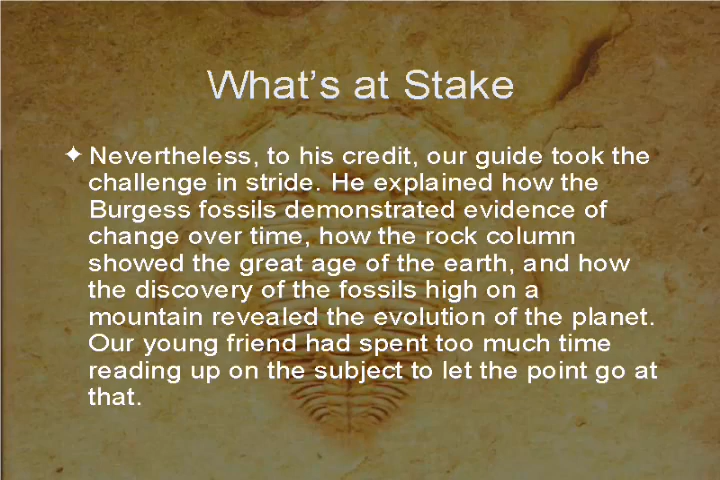 What’s at Stake
✦ Nevertheless, to his credit, our guide took the
challenge in stride. He explained how the
Burgess fossils demonstrated evidence of
change over time, how the rock column
showed the great age of the earth, and how
the discovery of the fossils high on a
mountain revealed the evolution of the planet.
Our young friend had spent too much time
reading up on the subject to let the point go at
that.